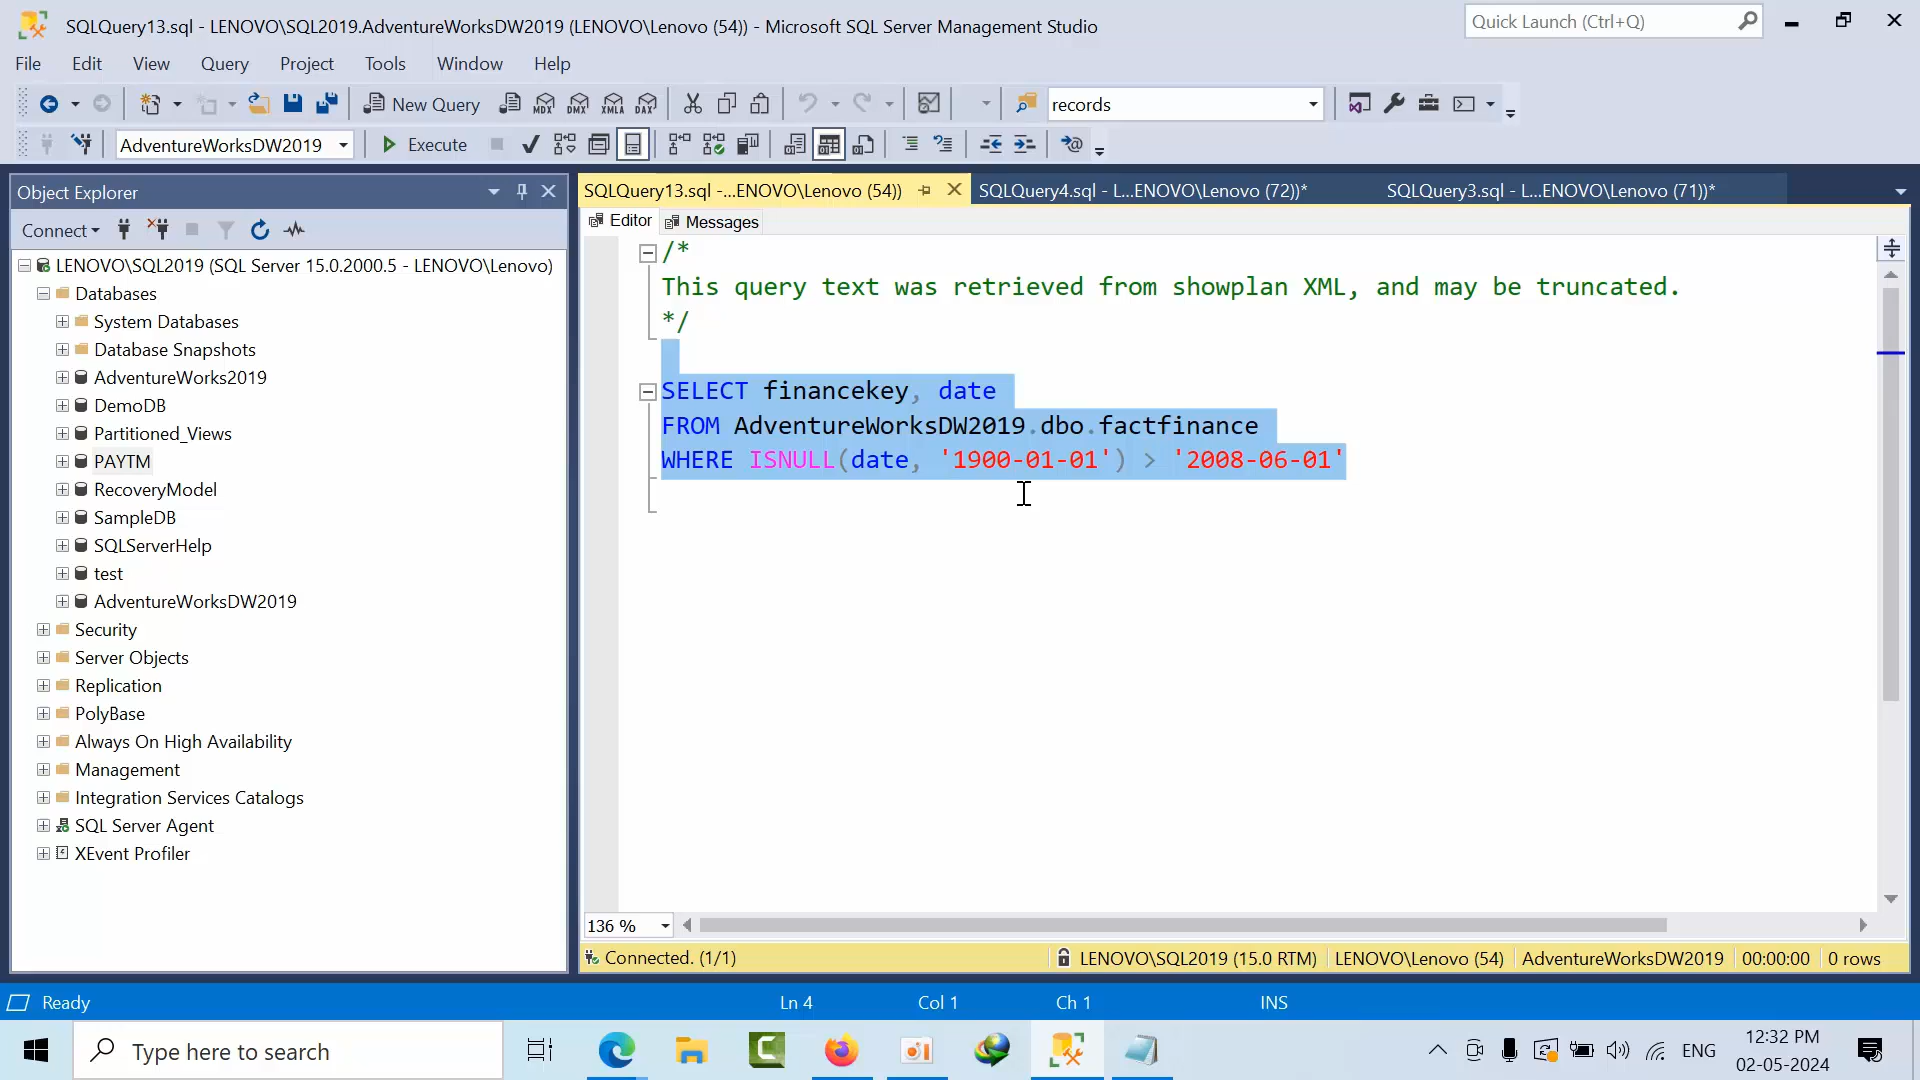 SQLQuery13.sql - LENOVO\SQL2019.AdventureWorksDW2019 (LENOVO\Lenovo (54)) - Microsoft SQL Server Management Studio
Quick Launch (Ctrl+Q)
File Edit View Query Project Tools Window Help
New Query
MDX DMX XMLA DAX
records
AdventureWorksDW2019
Execute
Object Explorer
Connect
LENOVO\SQL2019 (SQL Server 15.0.2000.5 - LENOVO\Lenovo)
Databases
System Databases
Database Snapshots
AdventureWorks2019
DemoDB
Partitioned_Views
PAYTM
RecoveryModel
SampleDB
SQLServerHelp
test
AdventureWorksDW2019
Security
Server Objects
Replication
PolyBase
Always On High Availability
Management
Integration Services Catalogs
SQL Server Agent
XEvent Profiler
SQLQuery13.sql -...ENOVO\Lenovo (54))
SQLQuery4.sql - L...ENOVO\Lenovo (72))*
SQLQuery3.sql - L...ENOVO\Lenovo (71))*
Editor Messages
/*
This query text was retrieved from showplan XML, and may be truncated.
*/
SELECT financekey, date
FROM AdventureWorksDW2019.dbo.factfinance
WHERE ISNULL(date, '1900-01-01') > '2008-06-01'
136 %
Connected. (1/1)
LENOVO\SQL2019 (15.0 RTM)
LENOVO\Lenovo (54)
AdventureWorksDW2019
00:00:00
0 rows
Ready
Ln 4
Col 1
Ch 1
INS
Type here to search
ENG
12:32 PM
02-05-2024